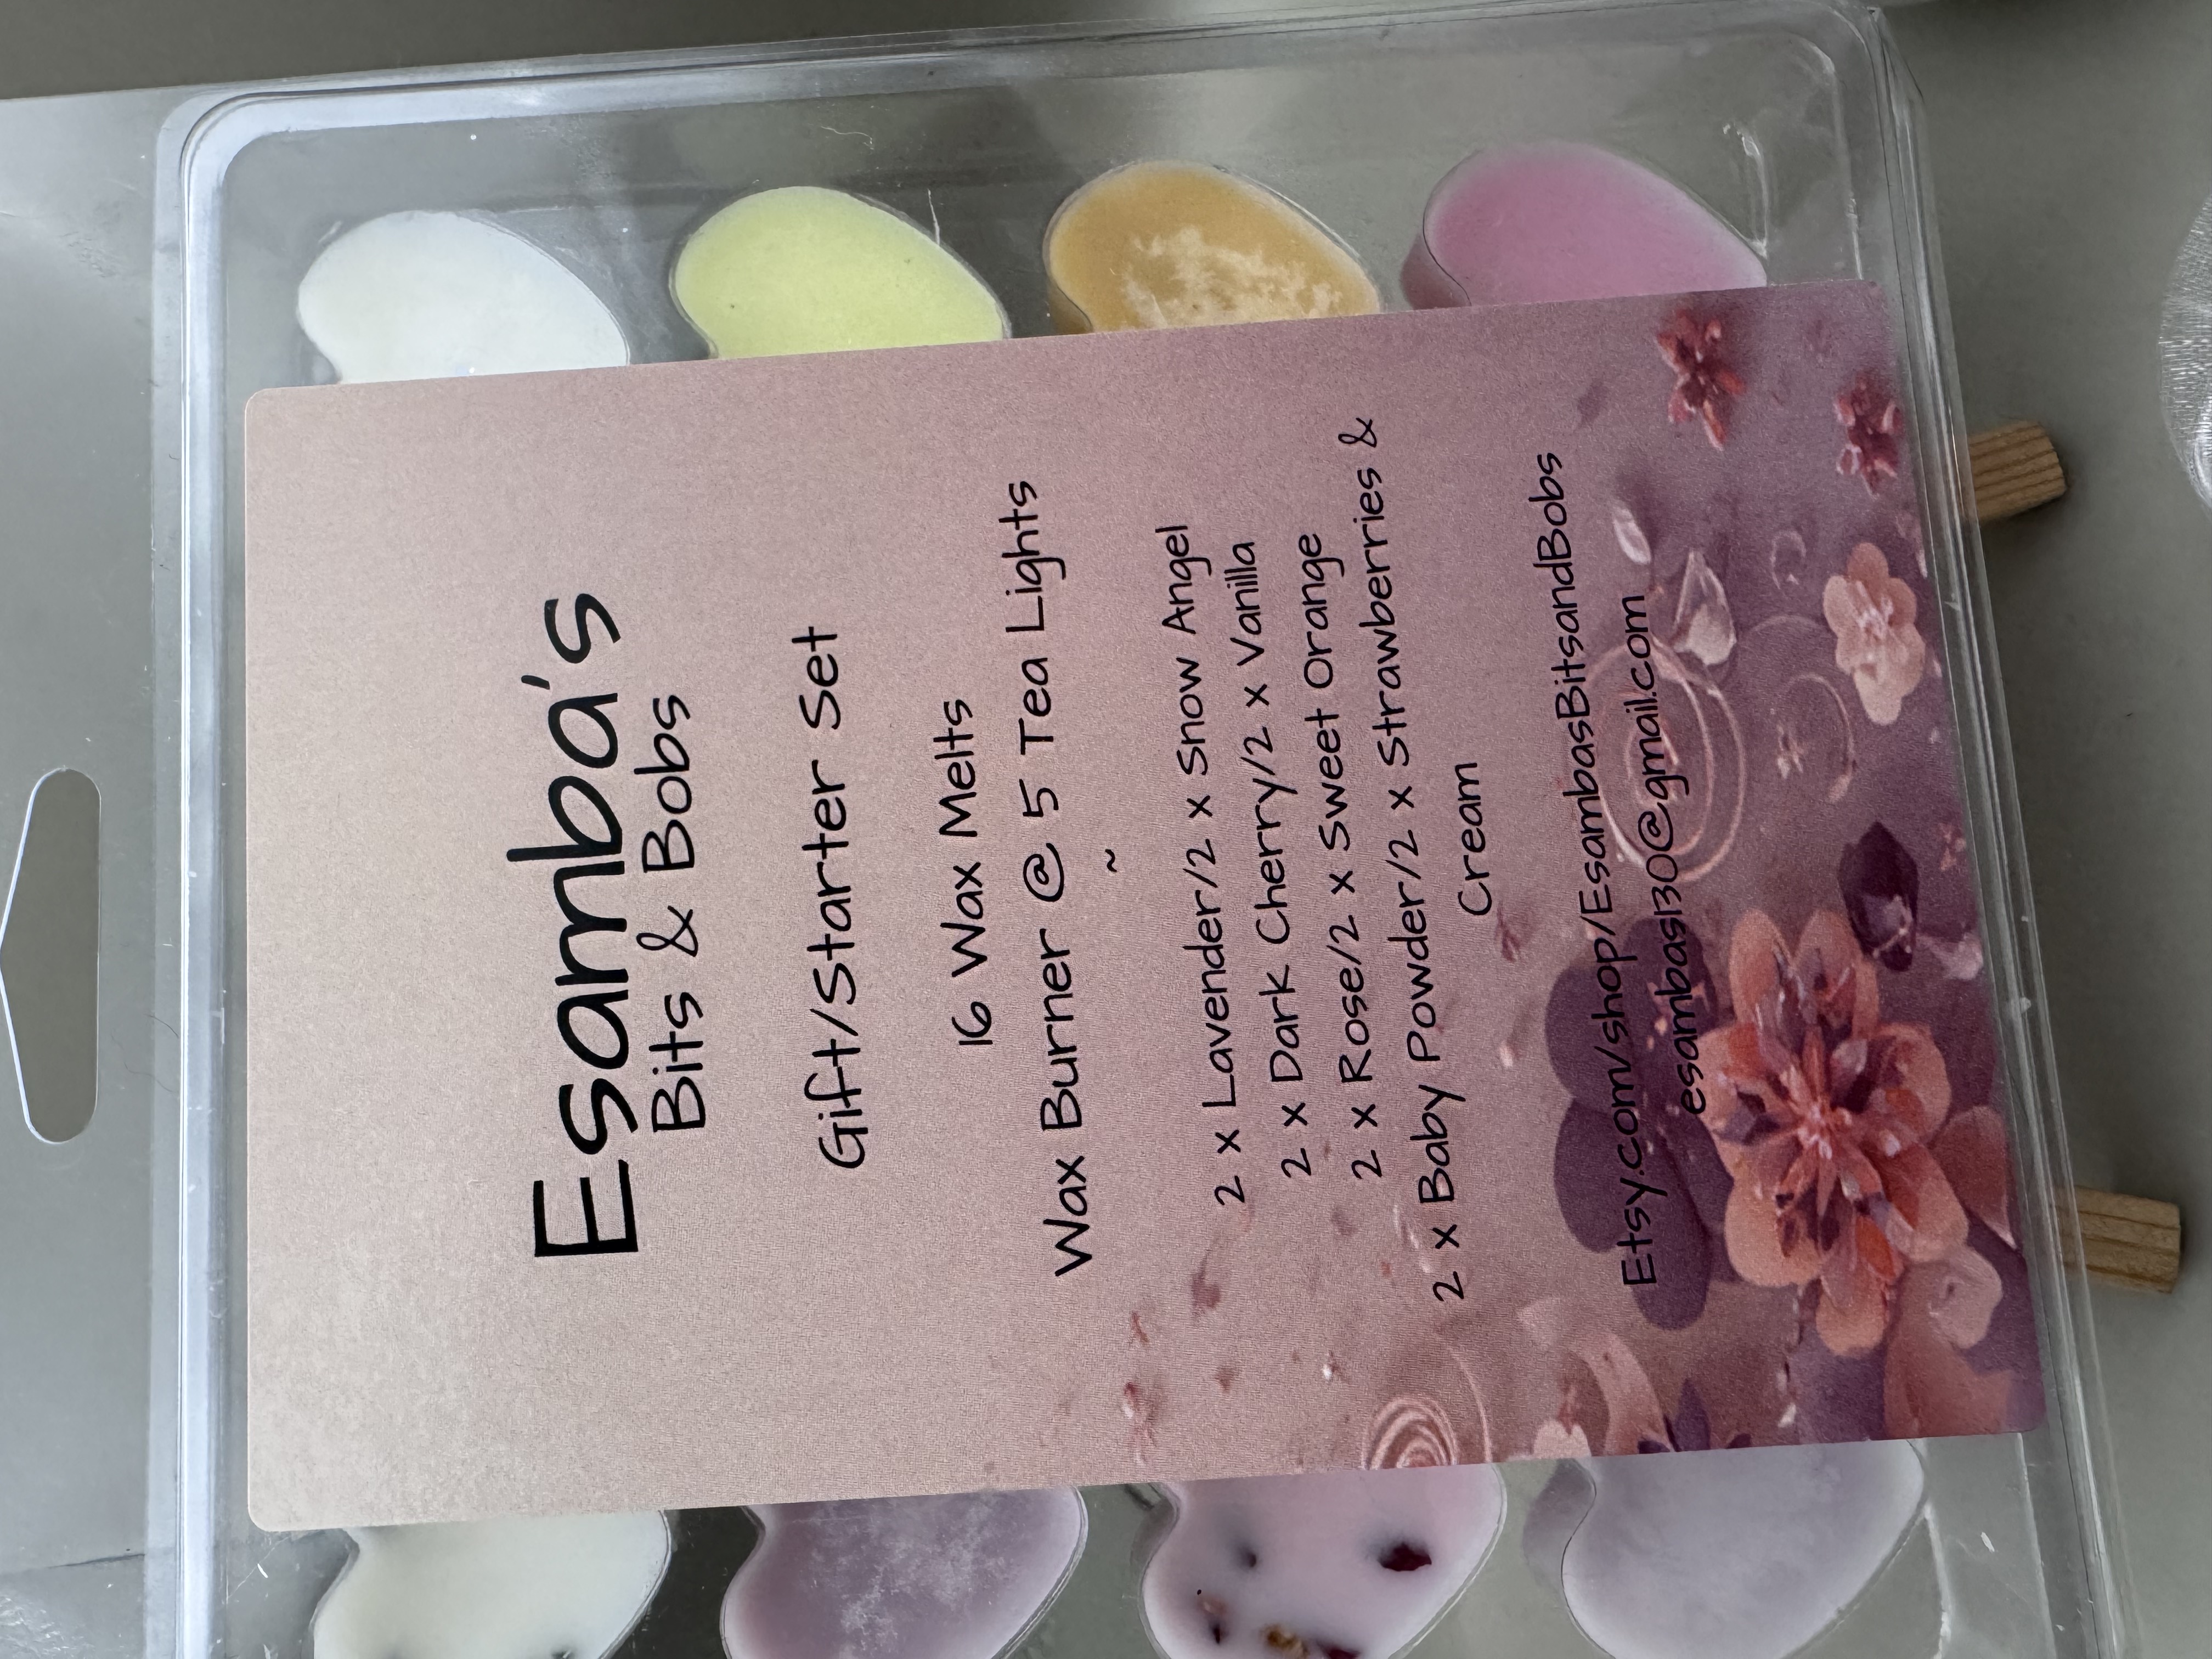 Esamba's
Bits & Bobs
Gift/Starter Set
16 Wax Melts
Wax Burner @ 5 Tea Lights
~
2 x Lavender/2 x Snow Angel
2 x Dark Cherry/2 x Vanilla
2 x Rose/2 x Sweet Orange
2 x Baby Powder/2 x Strawberries &
Cream
Etsy.com/shop/EsambasBitsandBobs
esambas130@gmail.com